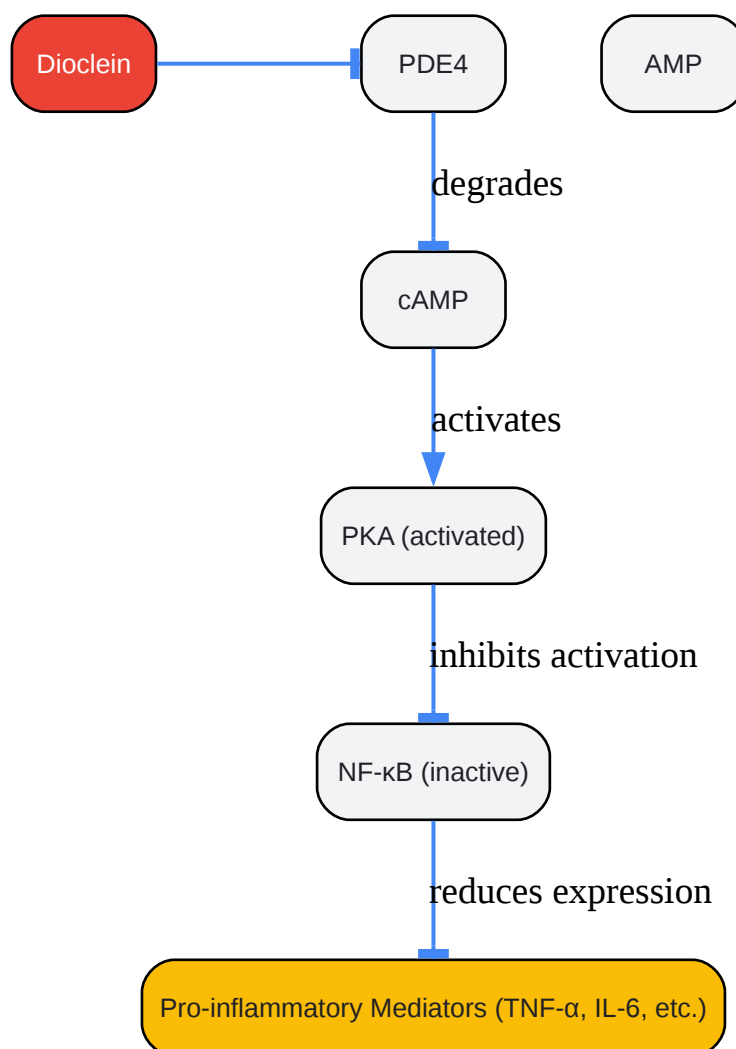 Dioclein
PDE4
AMP
degrades
cAMP
activates
PKA (activated)
inhibits activation
NF-κB (inactive)
reduces expression
Pro-inflammatory Mediators (TNF-α, IL-6, etc.)